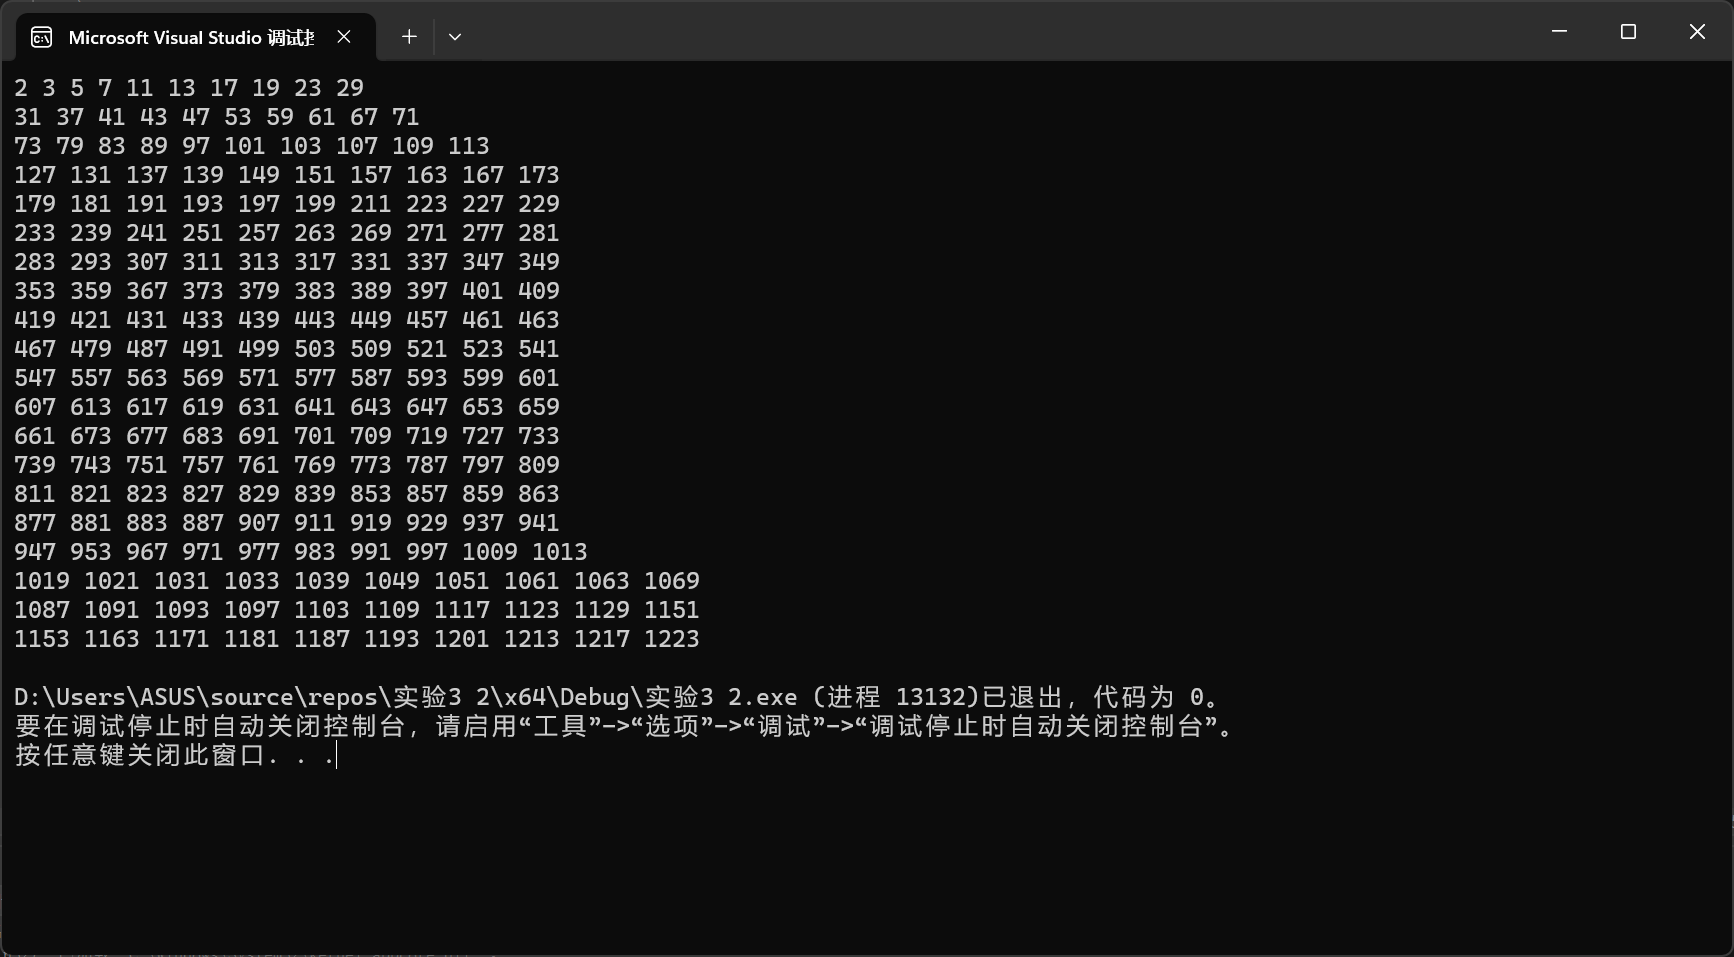 Microsoft Visual Studio 调试
2 3 5 7 11 13 17 19 23 29
31 37 41 43 47 53 59 61 67 71
73 79 83 89 97 101 103 107 109 113
127 131 137 139 149 151 157 163 167 173
179 181 191 193 197 199 211 223 227 229
233 239 241 251 257 263 269 271 277 281
283 293 307 311 313 317 331 337 347 349
353 359 367 373 379 383 389 397 401 409
419 421 431 433 439 443 449 457 461 463
467 479 487 491 499 503 509 521 523 541
547 557 563 569 571 577 587 593 599 601
607 613 617 619 631 641 643 647 653 659
661 673 677 683 691 701 709 719 727 733
739 743 751 757 761 769 773 787 797 809
811 821 823 827 829 839 853 857 859 863
877 881 883 887 907 911 919 929 937 941
947 953 967 971 977 983 991 997 1009 1013
1019 1021 1031 1033 1039 1049 1051 1061 1063 1069
1087 1091 1093 1097 1103 1109 1117 1123 1129 1151
1153 1163 1171 1181 1187 1193 1201 1213 1217 1223
D:\Users\ASUS\source\repos\实验3 2\x64\Debug\实验3 2.exe (进程 13132)已退出，代码为 0。
要在调试停止时自动关闭控制台，请启用“工具”->“选项”->“调试”->“调试停止时自动关闭控制台”。
按任意键关闭此窗口. . .